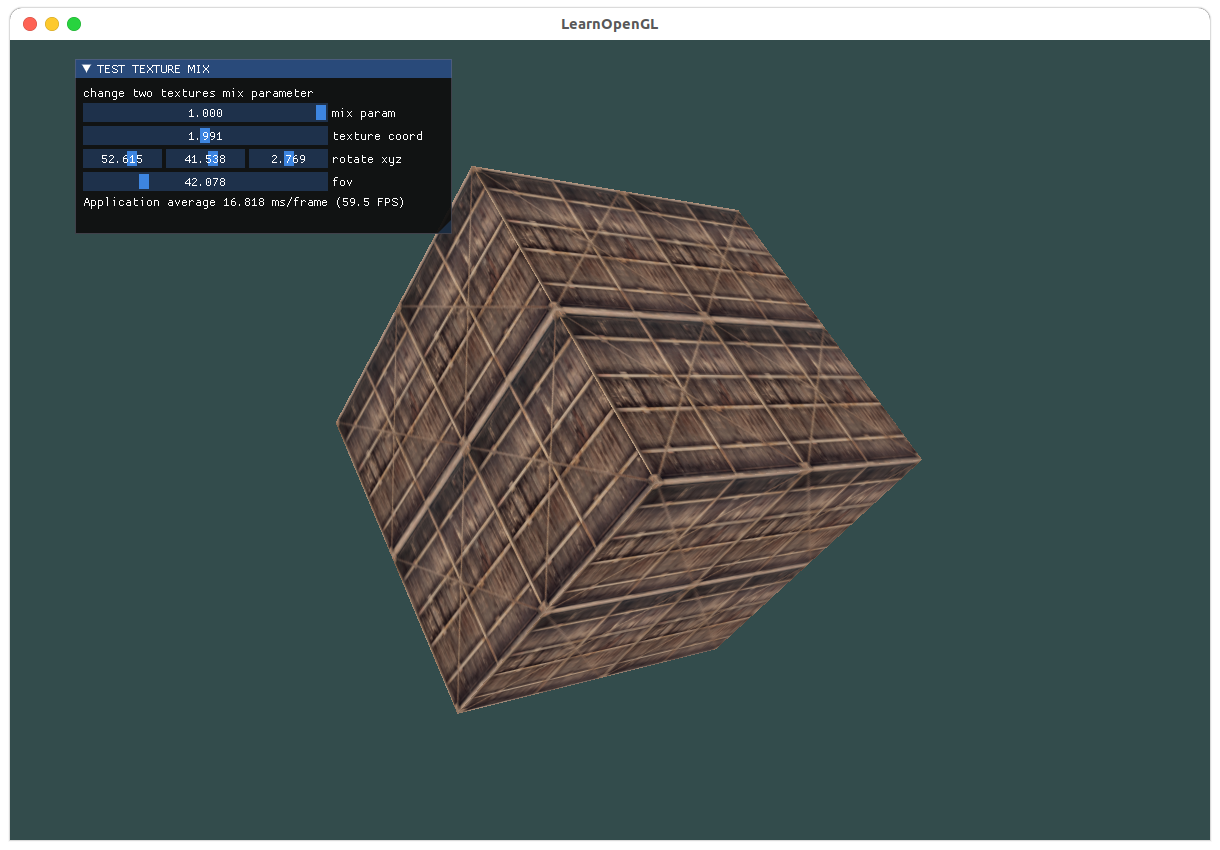 LearnOpenGL
▼ TEST TEXTURE MIX
change two textures mix parameter
1.000 mix param
1.991 texture coord
52.615 41.538 2.769 rotate xyz
42.078 fov
Application average 16.818 ms/frame (59.5 FPS)